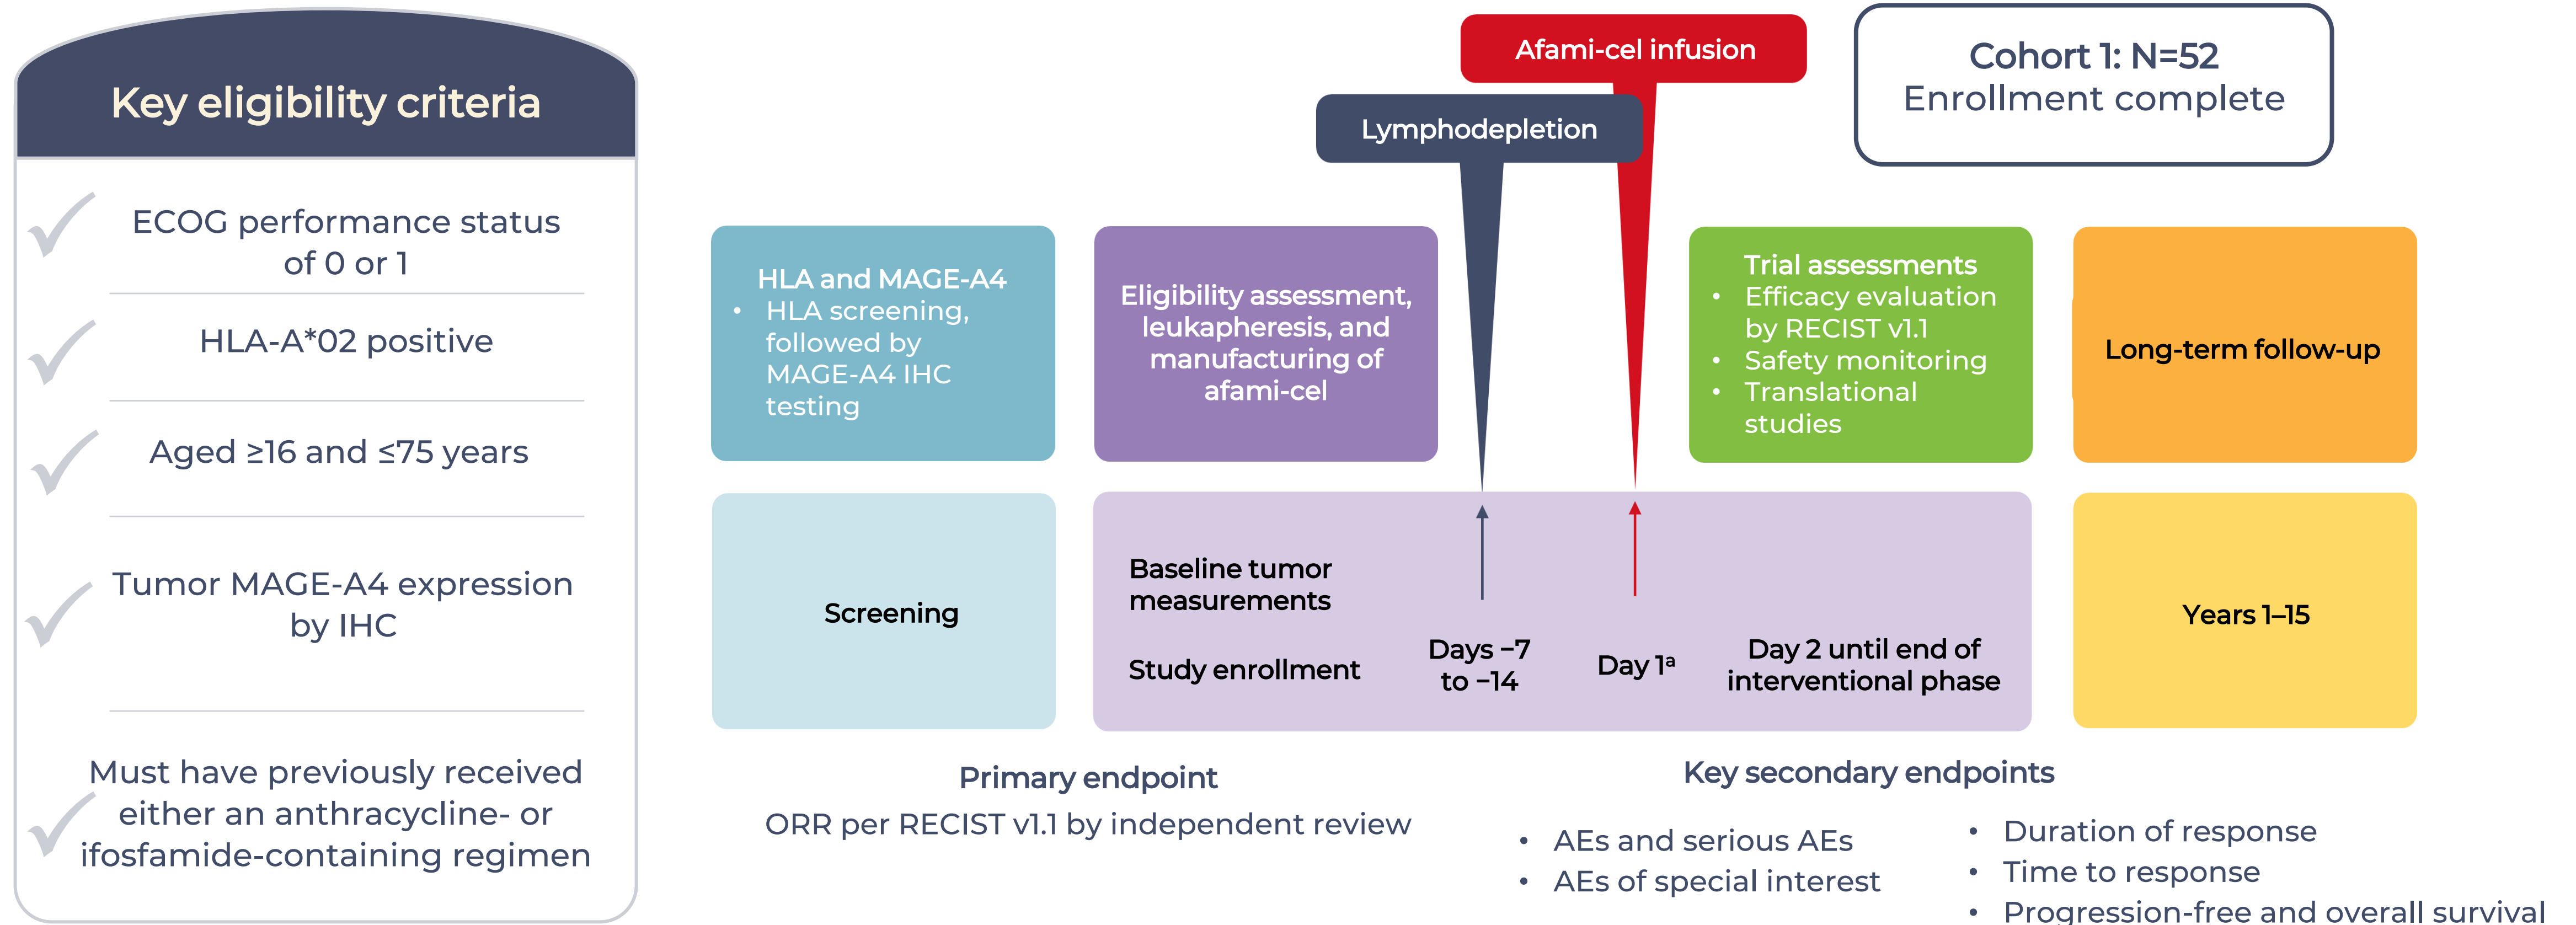 Key eligibility criteria
ECOG performance status
of 0 or 1
HLA-A*02 positive
Aged ≥16 and ≤75 years
Tumor MAGE-A4 expression
by IHC
Must have previously received
either an anthracycline- or
ifosfamide-containing regimen
Afami-cel infusion
Lymphodepletion
Cohort 1: N=52
Enrollment complete
HLA and MAGE-A4
• HLA screening,
followed by
MAGE-A4 IHC
testing
Eligibility assessment,
leukapheresis, and
manufacturing of
afami-cel
Trial assessments
• Efficacy evaluation
by RECIST v1.1
• Safety monitoring
• Translational
studies
Long-term follow-up
Screening
Baseline tumor
measurements
Study enrollment
Days −7
to −14
Day 1ᵃ
Day 2 until end of
interventional phase
Years 1–15
Primary endpoint
ORR per RECIST v1.1 by independent review
Key secondary endpoints
• AEs and serious AEs
• AEs of special interest
• Duration of response
• Time to response
• Progression-free and overall survival